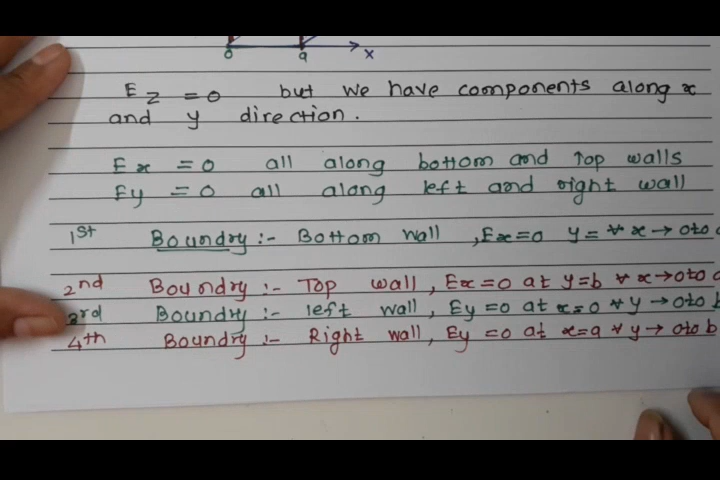 0 a x
Ez = 0 but we have components along x
and y direction.
Ex = 0 all along bottom and Top walls
Ey = 0 all along left and right wall
1st Boundry :- Bottom wall , Ex=0 y= ∀ x → 0 to a
2nd Boundry :- Top wall , Ex = 0 at y=b ∀ x → 0 to a
3rd Boundry :- left wall, Ey = 0 at x=0 ∀ y → 0 to b
4th Boundry :- Right wall, Ey = 0 at x=a ∀ y → 0 to b